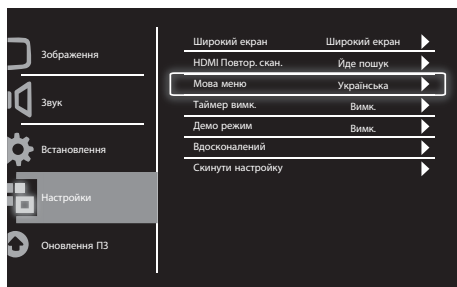 Зображення
Звук
Встановлення
Настройки
Оновлення ПЗ
Широкий екран Широкий екран
HDMI Повтор. скан. Йде пошук
Мова меню Українська
Таймер вимк. Вимк.
Демо режим Вимк.
Вдосконалений
Скинути настройку